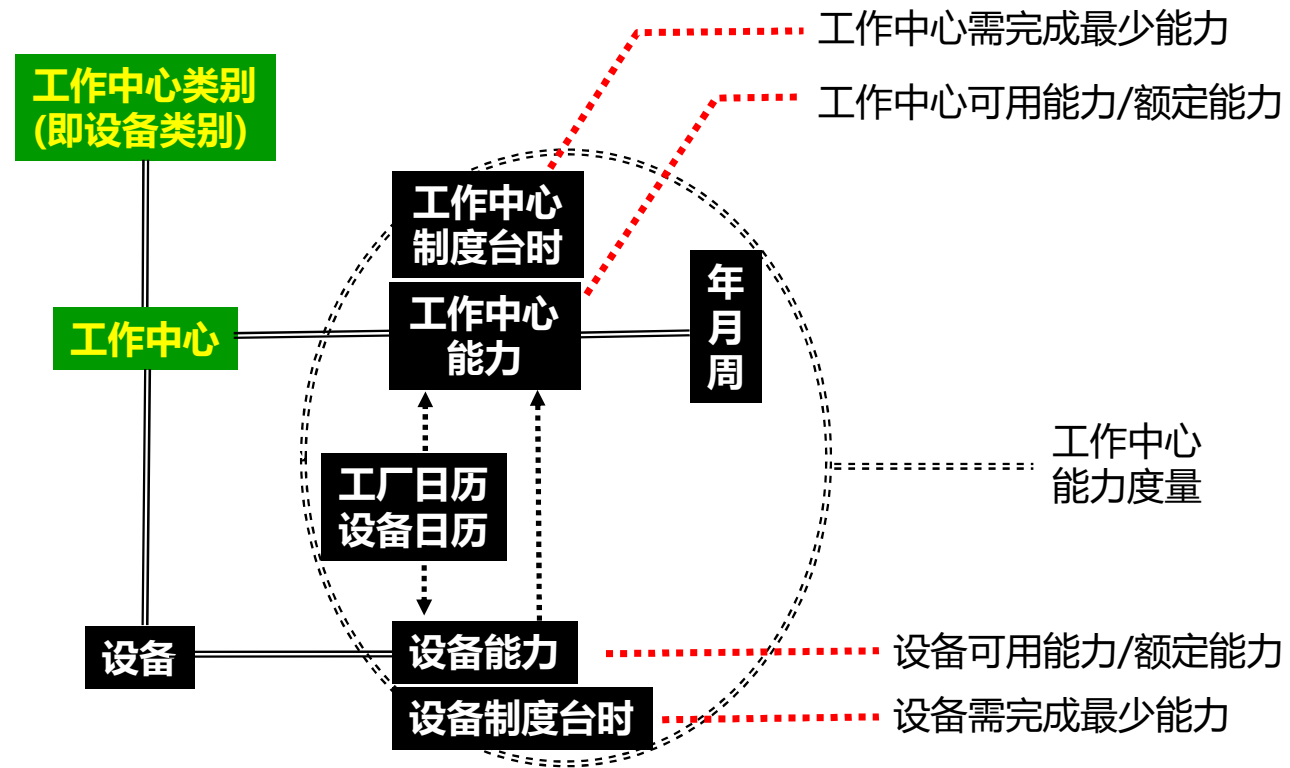 工作中心需完成最少能力
工作中心类别
(即设备类别)
工作中心可用能力/额定能力
工作中心
制度台时
年
月
周
工作中心
工作中心
能力
工作中心
能力度量
工厂日历
设备日历
设备
设备能力
设备可用能力/额定能力
设备制度台时
设备需完成最少能力